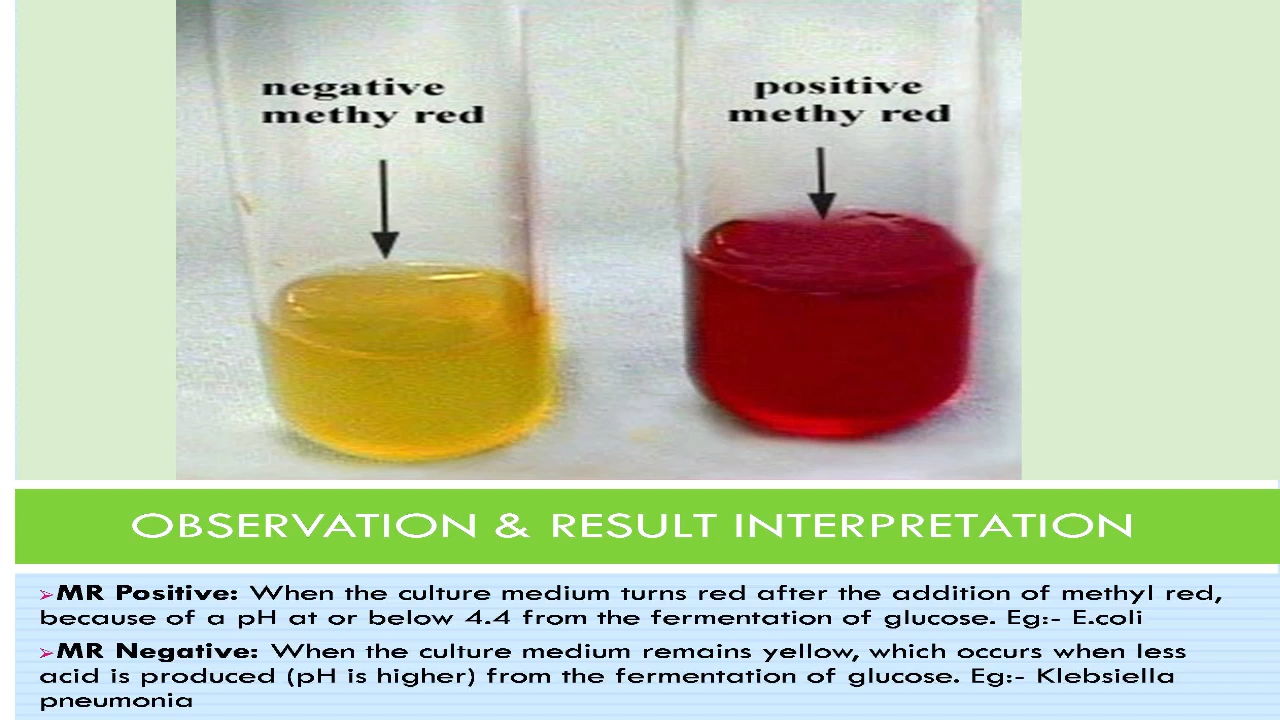 negative
methy red
positive
methy red
OBSERVATION & RESULT INTERPRETATION
➢MR Positive: When the culture medium turns red after the addition of methyl red,
because of a pH at or below 4.4 from the fermentation of glucose. Eg:- E.coli
➢MR Negative: When the culture medium remains yellow, which occurs when less
acid is produced (pH is higher) from the fermentation of glucose. Eg:- Klebsiella
pneumonia